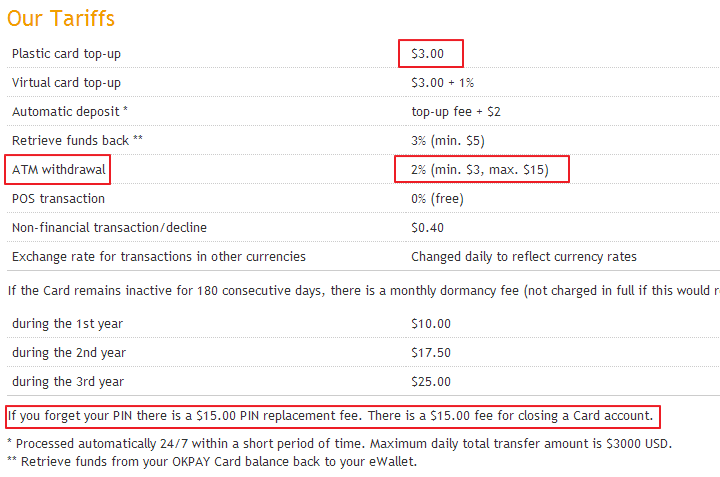 Our Tariffs
Plastic card top-up $3.00
Virtual card top-up $3.00 + 1%
Automatic deposit * top-up fee + $2
Retrieve funds back ** 3% (min. $5)
ATM withdrawal 2% (min. $3, max. $15)
POS transaction 0% (free)
Non-financial transaction/decline $0.40
Exchange rate for transactions in other currencies Changed daily to reflect currency rates
If the Card remains inactive for 180 consecutive days, there is a monthly dormancy fee (not charged in full if this would
during the 1st year $10.00
during the 2nd year $17.50
during the 3rd year $25.00
If you forget your PIN there is a $15.00 PIN replacement fee. There is a $15.00 fee for closing a Card account.
* Processed automatically 24/7 within a short period of time. Maximum daily total transfer amount is $3000 USD.
** Retrieve funds from your OKPAY Card balance back to your eWallet.